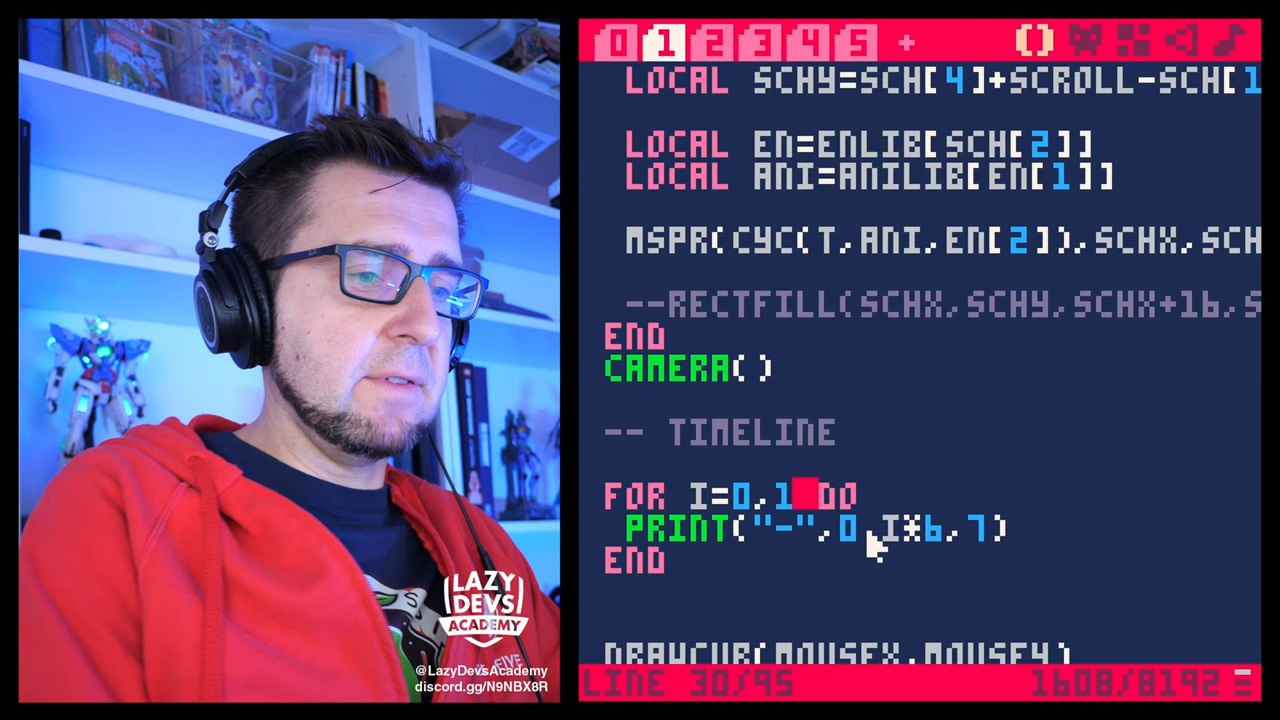 LAZY
DEVS
ACADEMY
@LazyDevsAcademy
discord.gg/N9NBX8R
0 1 2 3 4 5 +
LOCAL SCHY=SCH[4]+SCROLL-SCH[1
LOCAL EN=ENLIB[SCH[2]]
LOCAL ANI=ANILIB[EN[1]]
MSPR(CYC(T,ANI,EN[2]),SCHX,SCH
--RECTFILL(SCHX,SCHY,SCHX+16,S
END
CAMERA()
-- TIMELINE
FOR I=0,1 DO
PRINT("-",0,I*6,7)
END
DRAWCUR(MOUSEX,MOUSEY)
LINE 30/95
1608/8192